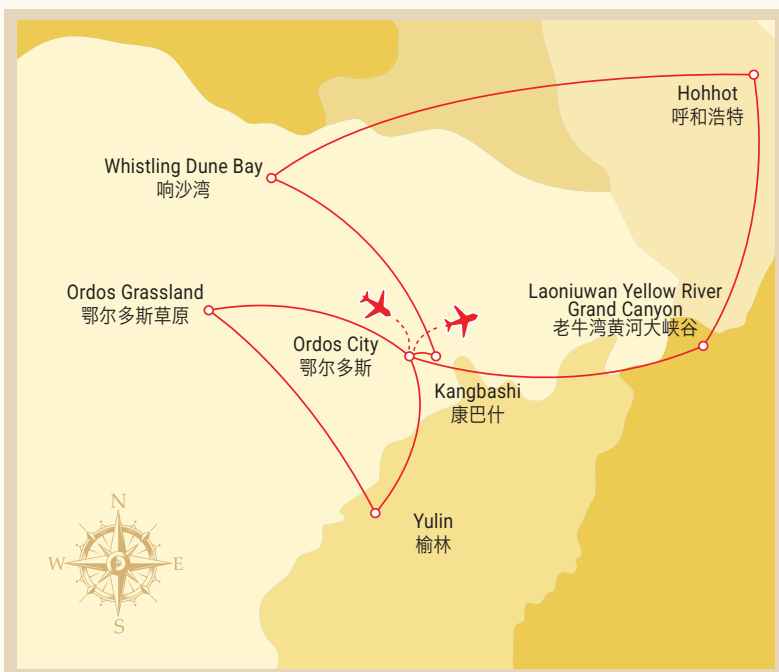 Hohhot
呼和浩特
Whistling Dune Bay
响沙湾
Ordos Grassland
鄂尔多斯草原
Laoniuwan Yellow River
Grand Canyon
老牛湾黄河大峡谷
Ordos City
鄂尔多斯
Kangbashi
康巴什
Yulin
榆林
N
W
E
S